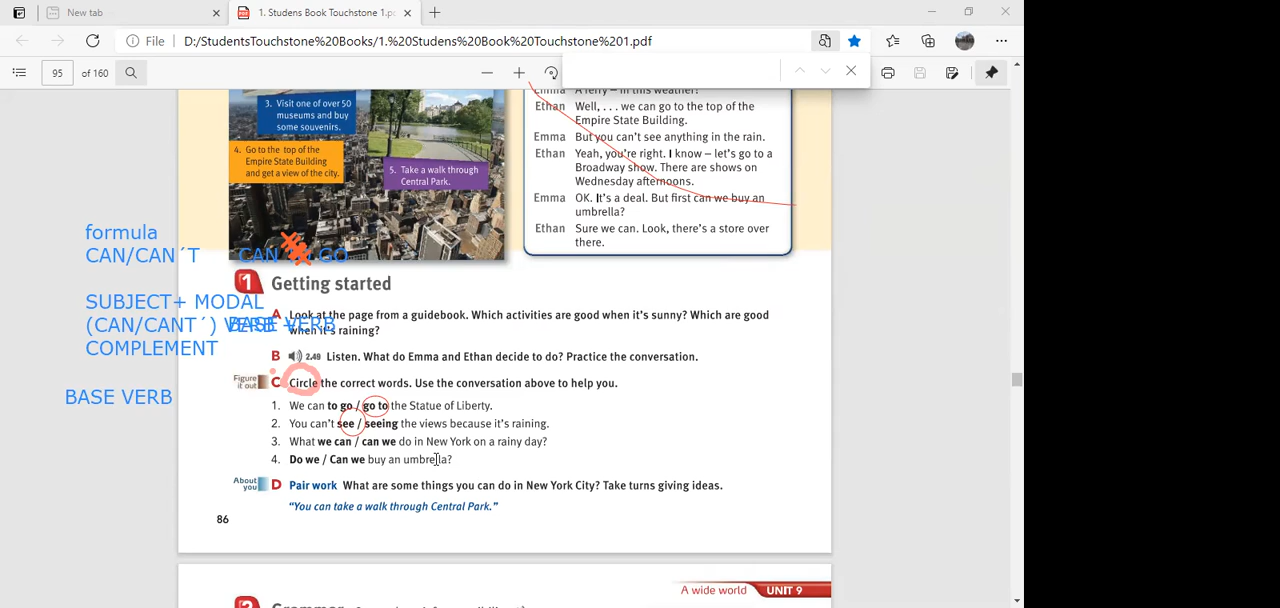 New tab
1. Studens Book Touchstone 1.pc
File D:/StudentsTouchstone%20Books/1.%20Studens%20Book%20Touchstone%201.pdf
95 of 160
3. Visit one of over 50
museums and buy
some souvenirs.
4. Go to the top of the
Empire State Building
and get a view of the city.
5. Take a walk through
Central Park.
Emma A ferry – in this weather?
Ethan Well, . . . we can go to the top of the
Empire State Building.
Emma But you can't see anything in the rain.
Ethan Yeah, you're right. I know – let's go to a
Broadway show. There are shows on
Wednesday afternoons.
Emma OK. It's a deal. But first can we buy an
umbrella?
Ethan Sure we can. Look, there's a store over
there.
formula
CAN/CAN´T CAN GO
SUBJECT+ MODAL
(CAN/CANT´) VERB +
COMPLEMENT
BASE VERB
BASE VERB
1 Getting started
A Look at the page from a guidebook. Which activities are good when it's sunny? Which are good
when it's raining?
B 2.49 Listen. What do Emma and Ethan decide to do? Practice the conversation.
Figure it out C Circle the correct words. Use the conversation above to help you.
1. We can to go / go to the Statue of Liberty.
2. You can't see / seeing the views because it's raining.
3. What we can / can we do in New York on a rainy day?
4. Do we / Can we buy an umbrella?
About you D Pair work What are some things you can do in New York City? Take turns giving ideas.
"You can take a walk through Central Park."
86
A wide world UNIT 9